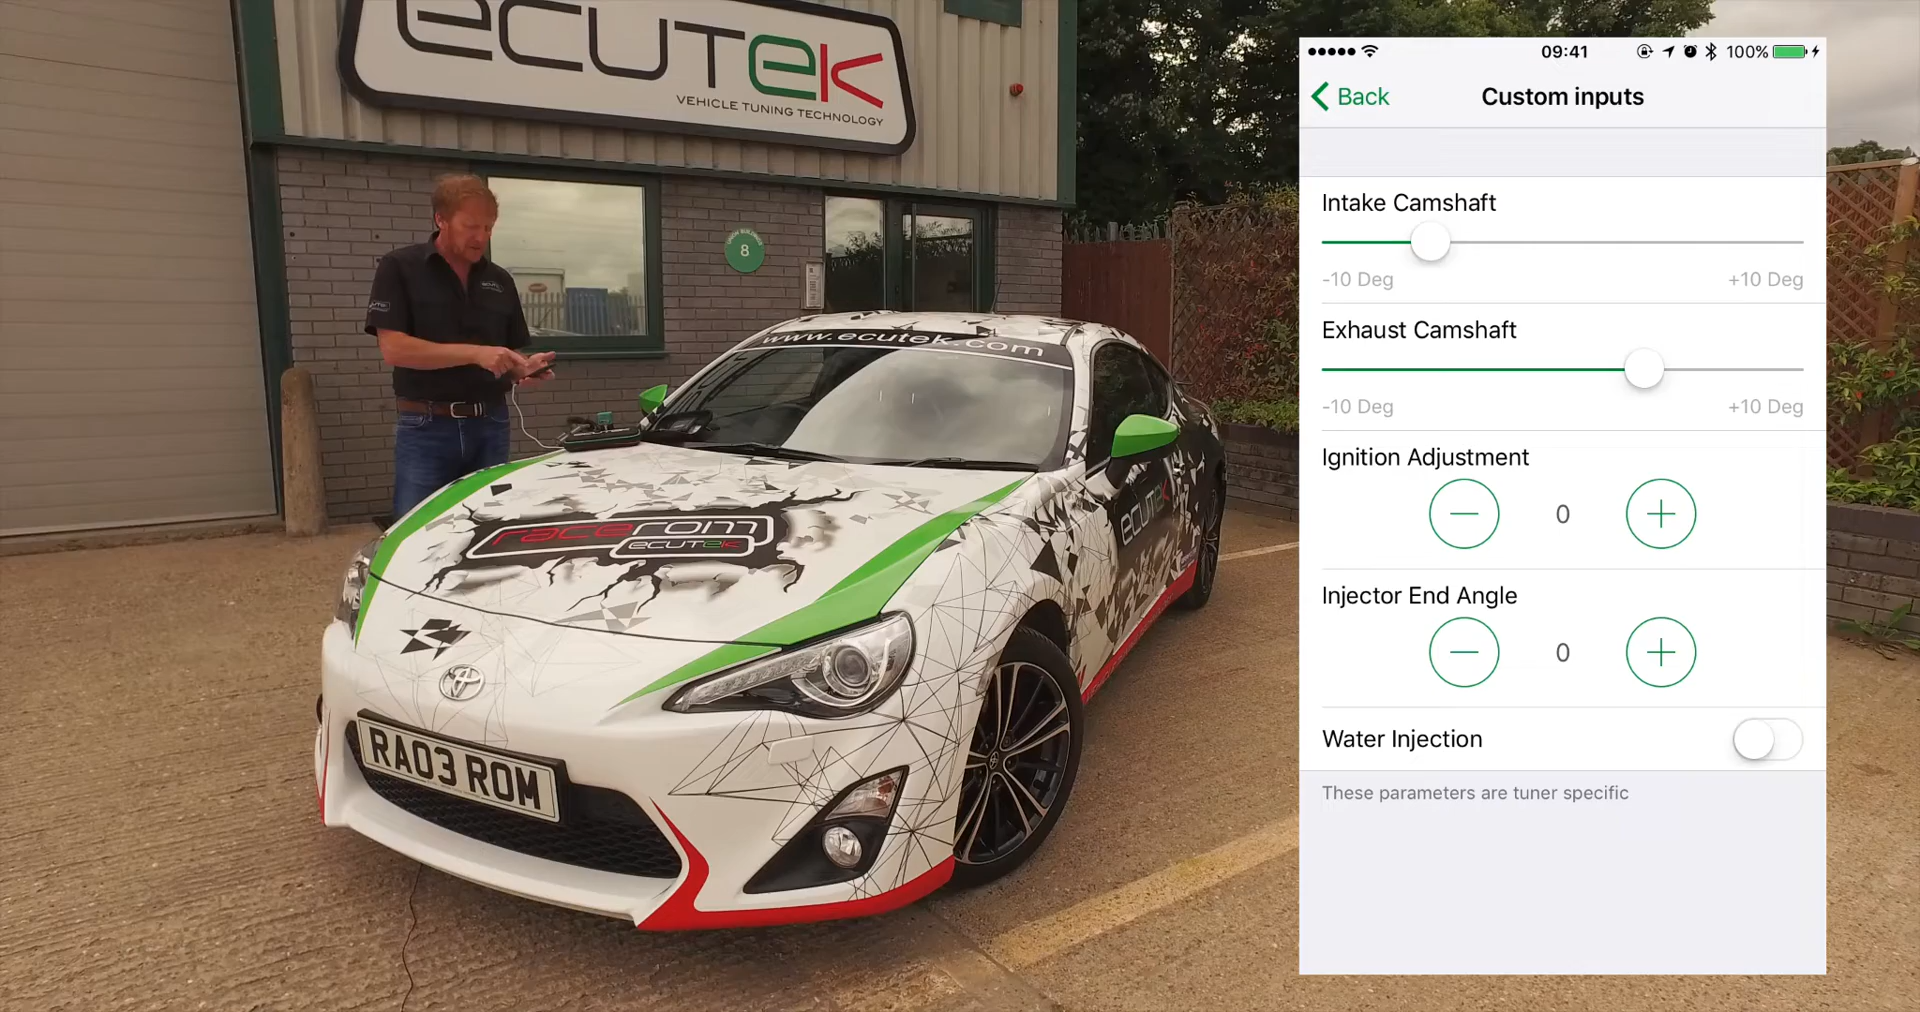 ecutek
VEHICLE TUNING TECHNOLOGY
8
www.ecutek.com
racerom
ecutek
ecutek
RA03 ROM
09:41
100%
Back
Custom inputs
Intake Camshaft
-10 Deg
+10 Deg
Exhaust Camshaft
-10 Deg
+10 Deg
Ignition Adjustment
0
Injector End Angle
0
Water Injection
These parameters are tuner specific